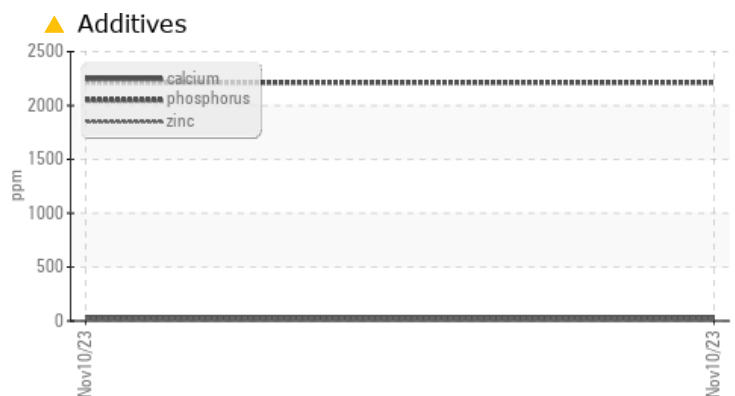 Additives
2500
2000
1500
1000
500
0
ppm
calcium
phosphorus
zinc
Nov10/23
Nov10/23